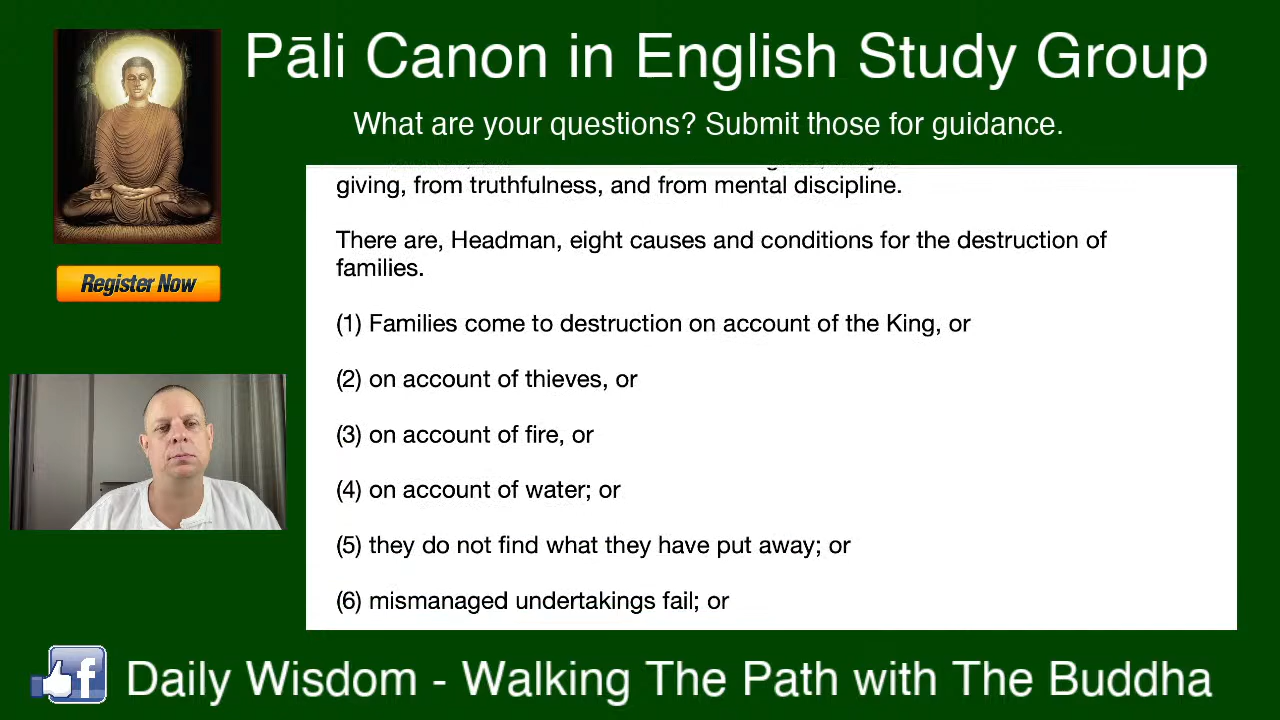 Pāli Canon in English Study Group
What are your questions? Submit those for guidance.
Register Now
giving, from truthfulness, and from mental discipline.
There are, Headman, eight causes and conditions for the destruction of
families.
(1) Families come to destruction on account of the King, or
(2) on account of thieves, or
(3) on account of fire, or
(4) on account of water; or
(5) they do not find what they have put away; or
(6) mismanaged undertakings fail; or
f
Daily Wisdom - Walking The Path with The Buddha